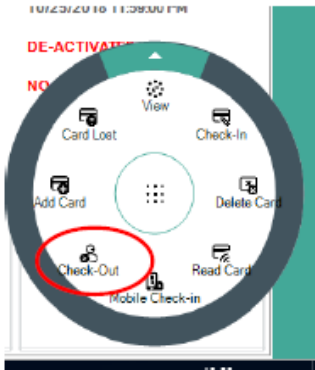 10/25/2018 11:59:00 PM
DE-ACTIVATE
NO
View
Card Lost
Check-In
Add Card
Delete Card
Check-Out
Read Card
Mobile Check-in